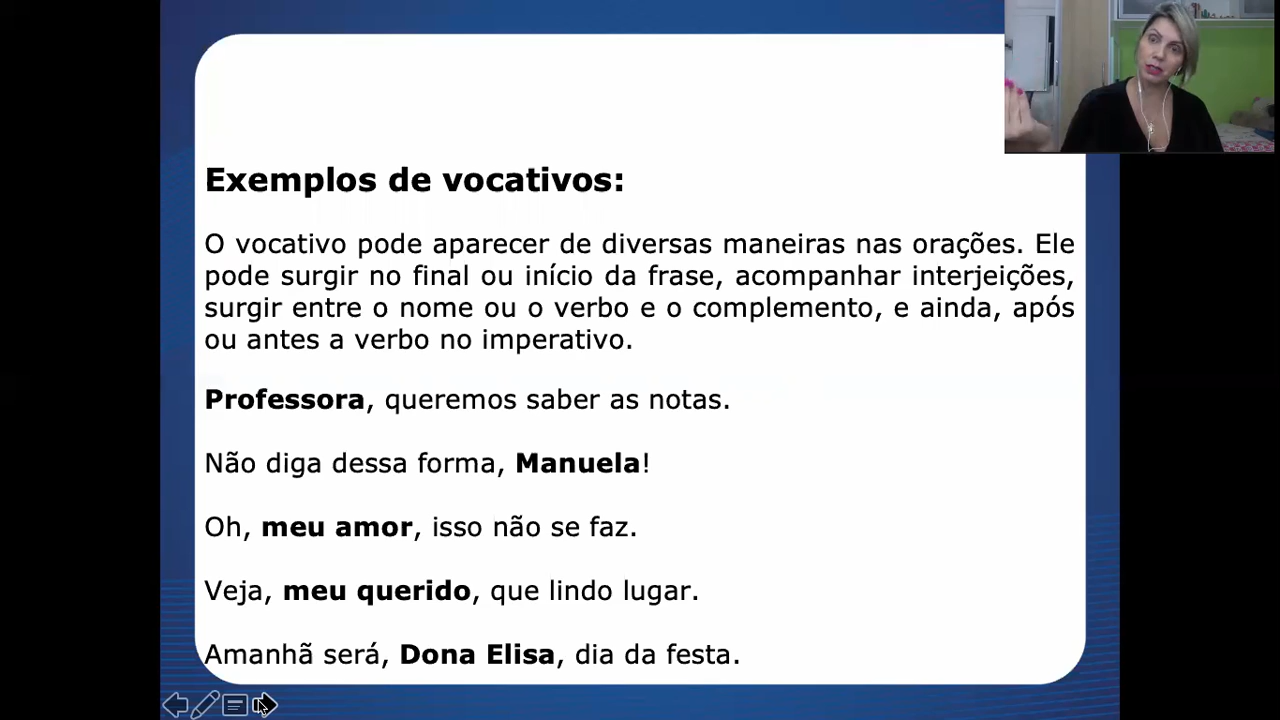 Exemplos de vocativos:
O vocativo pode aparecer de diversas maneiras nas orações. Ele
pode surgir no final ou início da frase, acompanhar interjeições,
surgir entre o nome ou o verbo e o complemento, e ainda, após
ou antes a verbo no imperativo.
Professora, queremos saber as notas.
Não diga dessa forma, Manuela!
Oh, meu amor, isso não se faz.
Veja, meu querido, que lindo lugar.
Amanhã será, Dona Elisa, dia da festa.